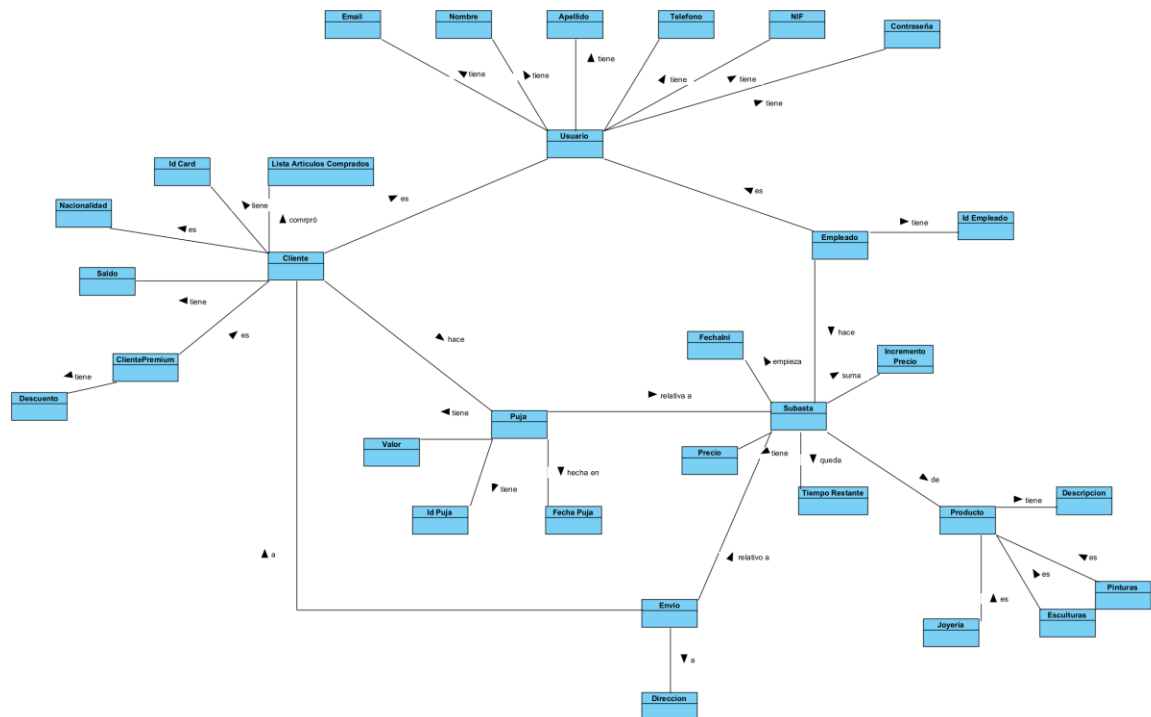 Email
Nombre
Apellido
Telefono
NIF
Contraseña
tiene
tiene
tiene
tiene
tiene
tiene
Usuario
Id Card
Lista Articulos Comprados
Nacionalidad
tiene
es
comrpró
es
es
Id Empleado
tiene
Empleado
Cliente
Saldo
tiene
es
hace
hace
ClientePremium
tiene
Descuento
FechaIni
empieza
Incremento
Precio
suma
relativa a
Puja
tiene
Subasta
Valor
hecha en
tiene
Id Puja
Fecha Puja
Precio
tiene
queda
Tiempo Restante
de
Descripcion
tiene
Producto
a
relativo a
es
es
es
Pinturas
Esculturas
Joyería
Envio
a
Direccion